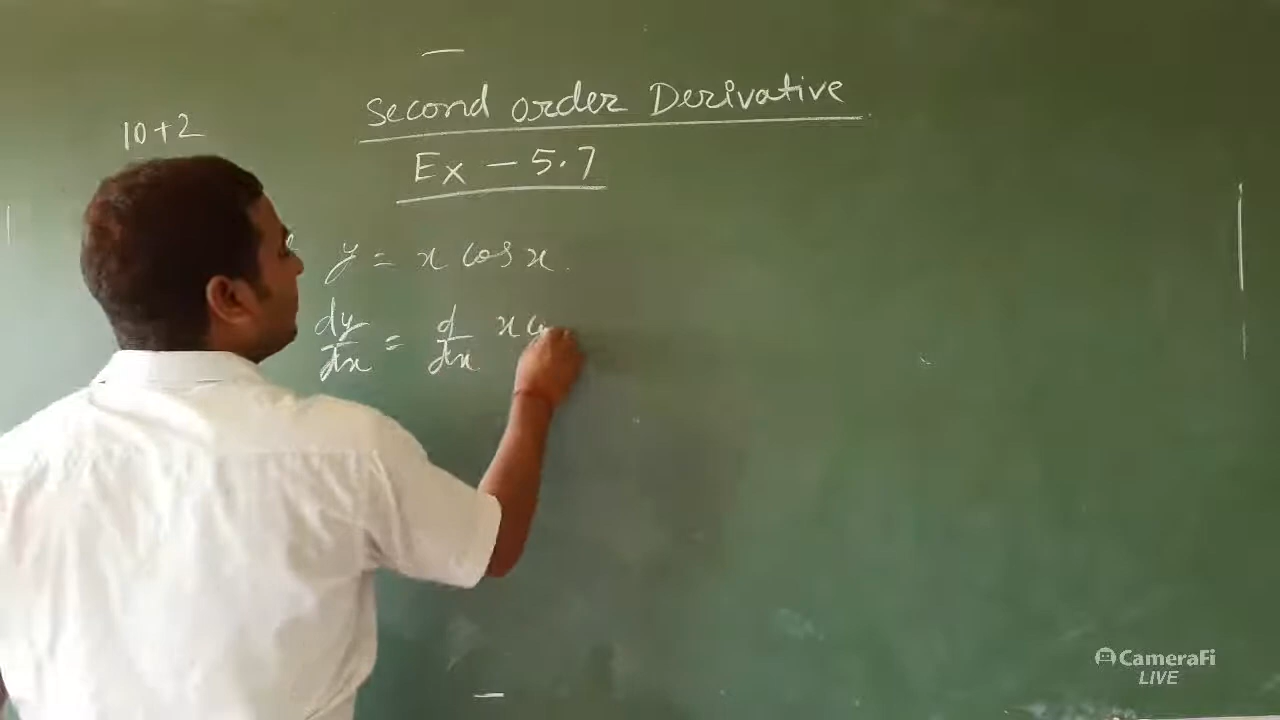 Second order Derivative
10+2
Ex - 5.7
y = x cos x.
dy/dx = d/dx x
CameraFi
LIVE